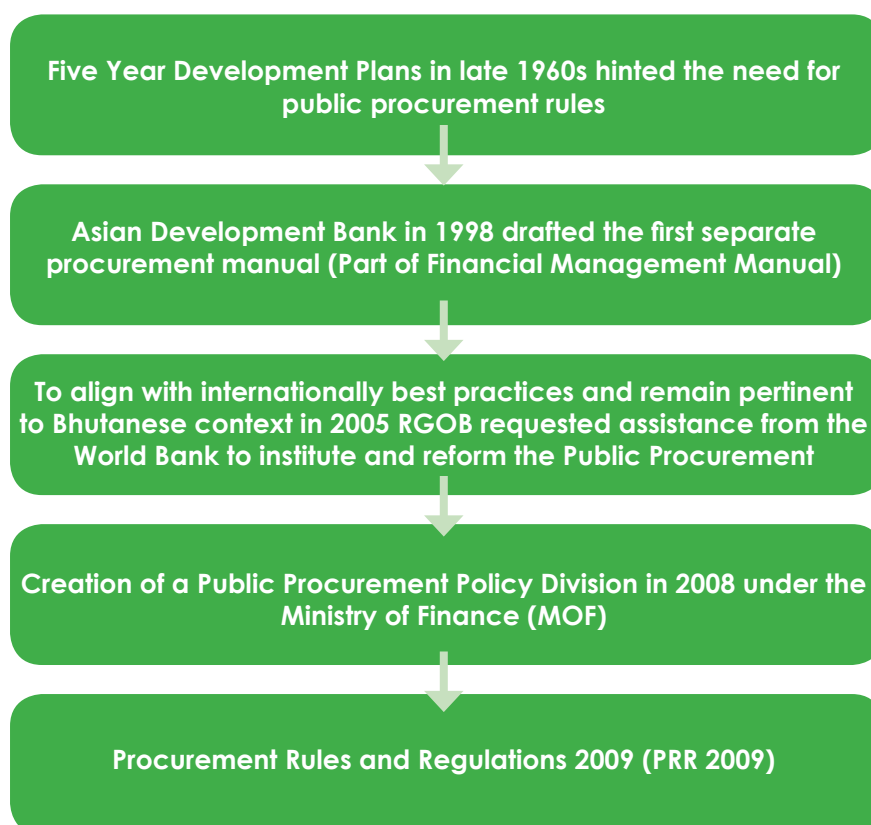 Five Year Development Plans in late 1960s hinted the need for
public procurement rules
Asian Development Bank in 1998 drafted the first separate
procurement manual (Part of Financial Management Manual)
To align with internationally best practices and remain pertinent
to Bhutanese context in 2005 RGOB requested assistance from the
World Bank to institute and reform the Public Procurement
Creation of a Public Procurement Policy Division in 2008 under the
Ministry of Finance (MOF)
Procurement Rules and Regulations 2009 (PRR 2009)